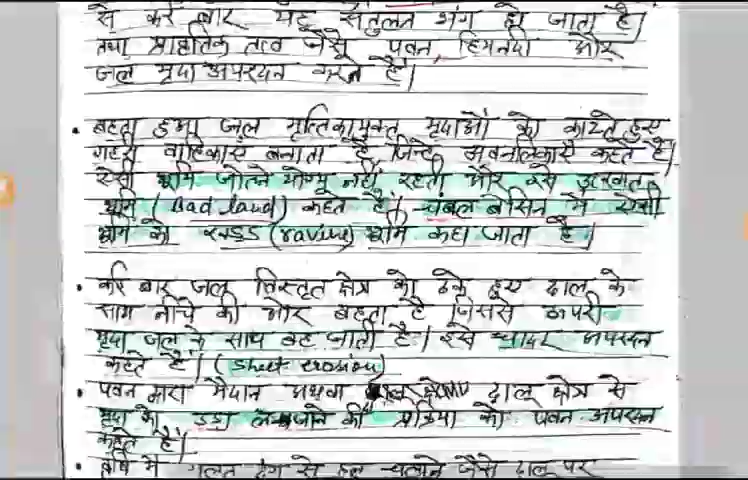 से कई बार यह संतुलन भंग हो जाता है।
तथा प्राकृतिक तत्व जैसे पवन, हिमनदी और
जल मृदा अपरदन करते है।
• बहता हुआ जल मृत्तिकायुक्त मृदाओं को काटते हुए
गहरी वाहिकाएं बनाता है, जिन्हें अवनलिकाएं कहते है।
ऐसी भूमि जोतने योग्य नहीं रहती और इसे उत्खात
भूमि (Bad land) कहते है। चंबल बेसिन मे ऐसी
भूमि को खड्ड (ravine) भूमि कहा जाता है।
• कई बार जल विस्तृत क्षेत्र को ढके हुए ढाल के
साथ नीचे की ओर बहता है जिससे ऊपरी
मृदा जल के साथ बह जाती है। इसे चादर अपरदन
कहते है। (Sheet erosion)
• पवन द्वारा मैदान अथवा ढालू क्षेत्र से
मृदा को उड़ा ले जाने की प्रक्रिया को पवन अपरदन
कहते है।
• कृषि मे गलत ढंग से हल चलाने जैसे ढाल पर